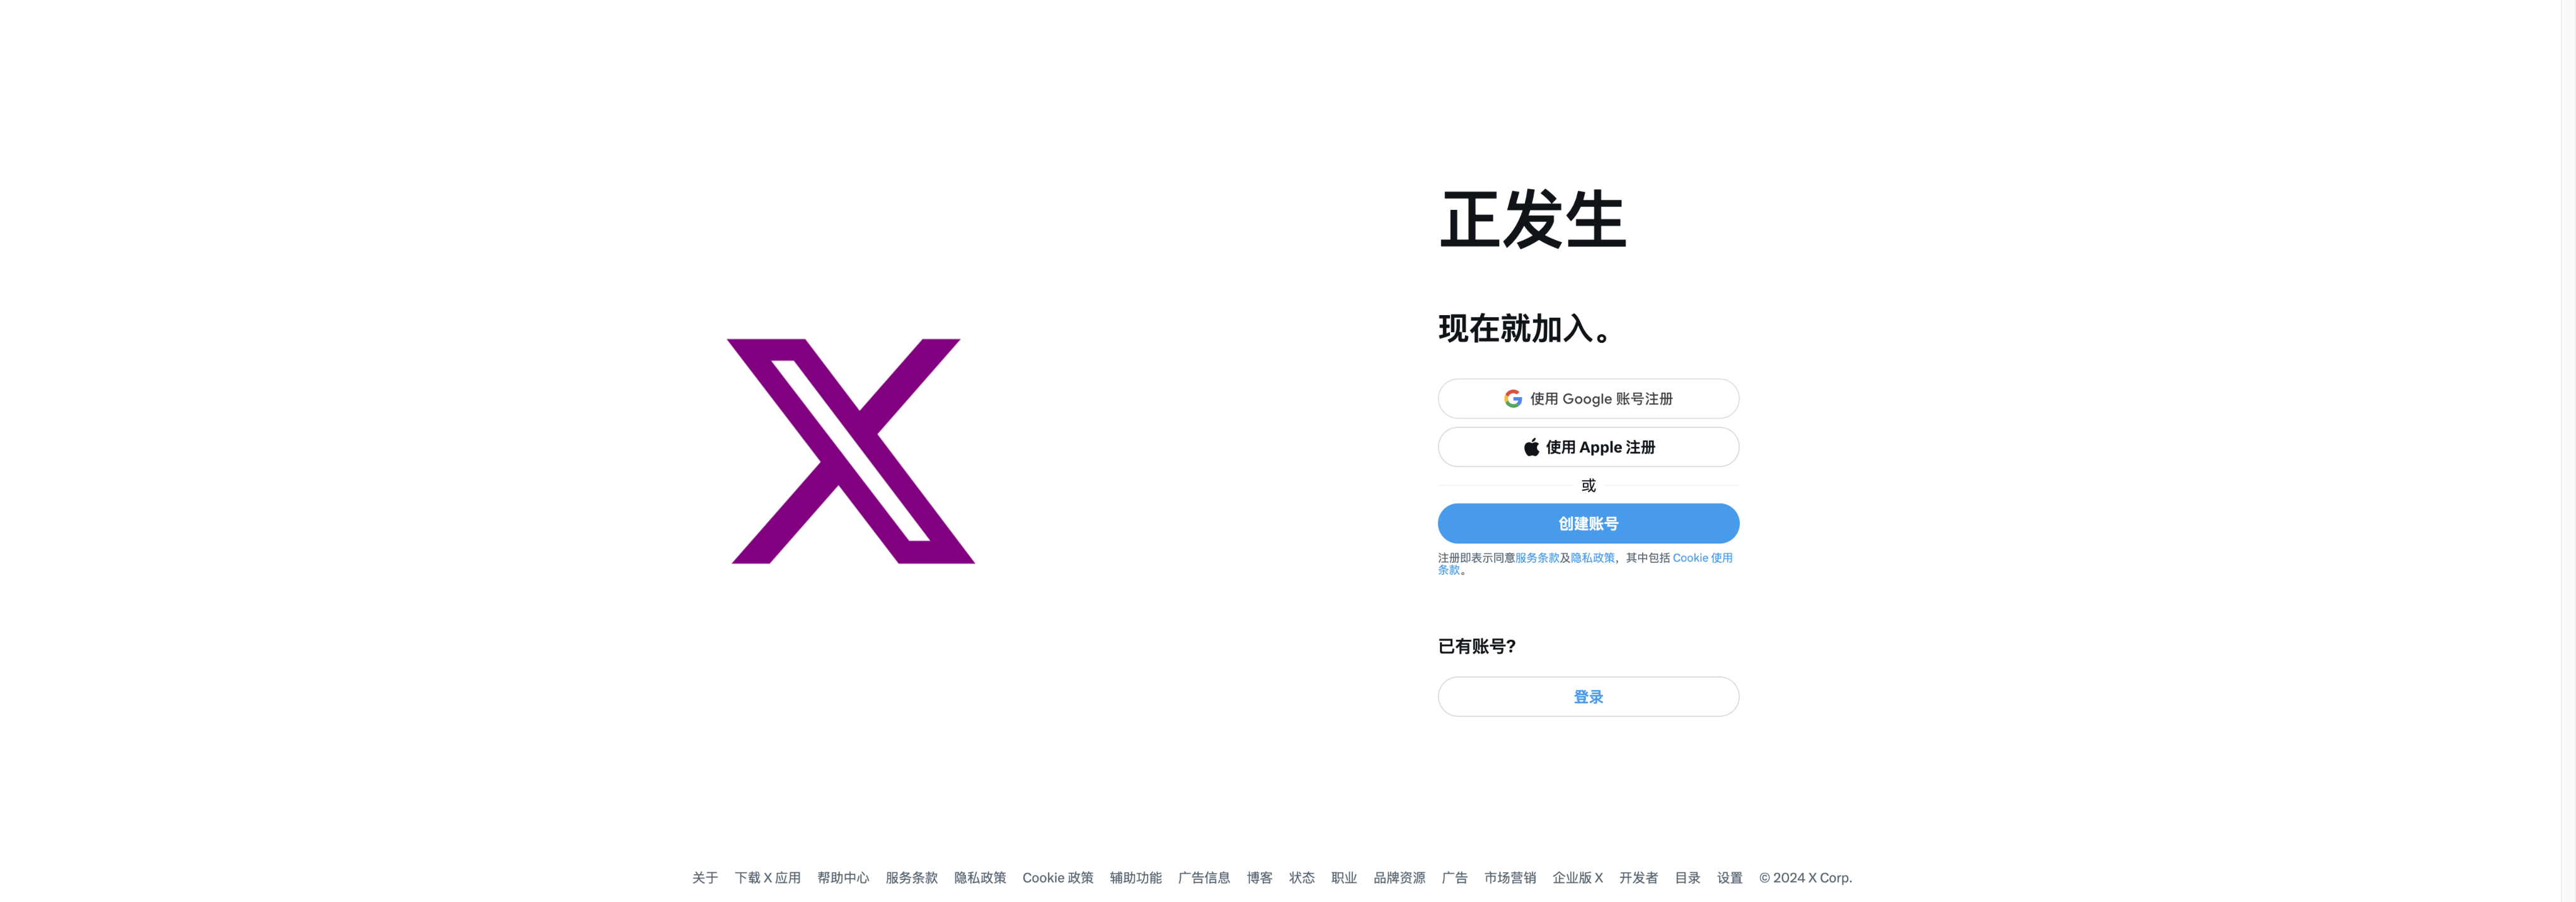 正发生
现在就加入。
使用 Google 账号注册
使用 Apple 注册
或
创建账号
注册即表示同意服务条款及隐私政策，其中包括 Cookie 使用
条款。
已有账号？
登录
关于 下载 X 应用 帮助中心 服务条款 隐私政策 Cookie 政策 辅助功能 广告信息 博客 状态 职业 品牌资源 广告 市场营销 企业版 X 开发者 目录 设置 © 2024 X Corp.